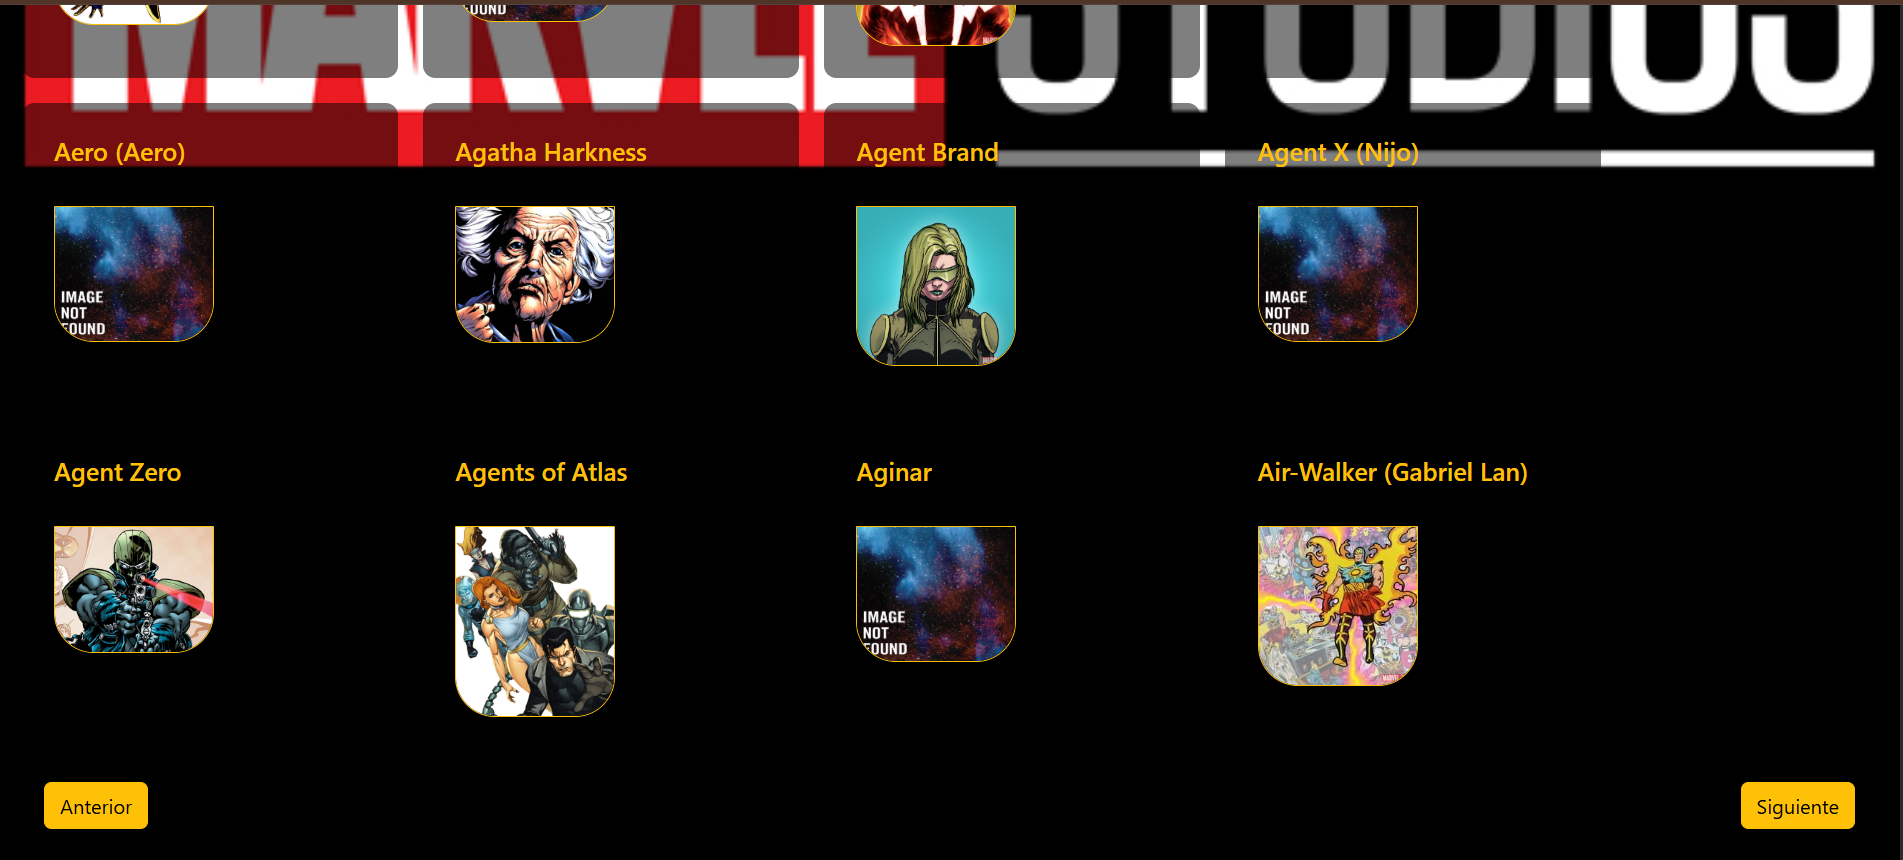 OUND
MARVEL STUDIOS
Aero (Aero)
Agatha Harkness
Agent Brand
Agent X (Nijo)
IMAGE
NOT
FOUND
IMAGE
NOT
FOUND
Agent Zero
Agents of Atlas
Aginar
Air-Walker (Gabriel Lan)
IMAGE
NOT
FOUND
Anterior
Siguiente